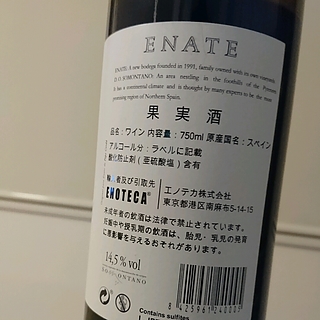 ENATE
ENATE: A new bodega founded in 1991, family owned with its own vineyards
D.O SOMONTANO: An area nestling in the foothills of the Pyrenees
has a continental climate and is thought by many experts to be the most
promising region of Northern Spain.
果実酒
品名：ワイン 内容量：750ml 原産国名：スペイン
アルコール分：ラベルに記載
酸化防止剤（亜硫酸塩）含有
者及び引取先
ENOTECA®
エノテカ株式会社
東京都港区南麻布5-14-15
未成年者の飲酒は法律で禁止されています。
妊娠中や授乳期の飲酒は、胎児・乳児の発育
に悪影響を与えるおそれがあります。
14,5 % vol
SOMONTANO
Contains sulfites
8 425961 240005